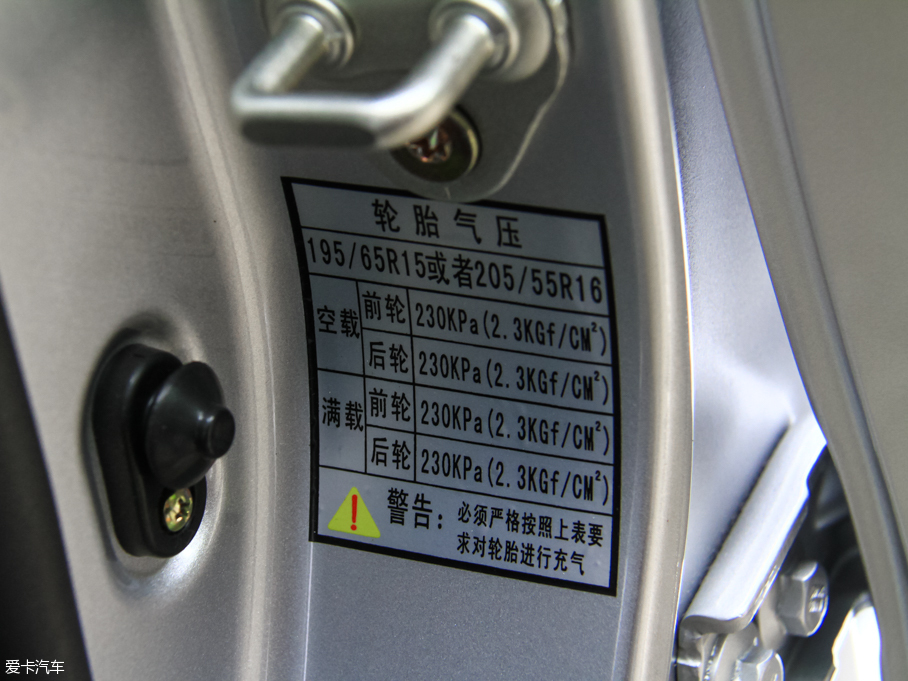 轮胎气压
195/65R15或者205/55R16
空载 前轮 230KPa(2.3KGf/CM²)
后轮 230KPa(2.3KGf/CM²)
满载 前轮 230KPa(2.3KGf/CM²)
后轮 230KPa(2.3KGf/CM²)
警告: 必须严格按照上表要
求对轮胎进行充气
爱卡汽车